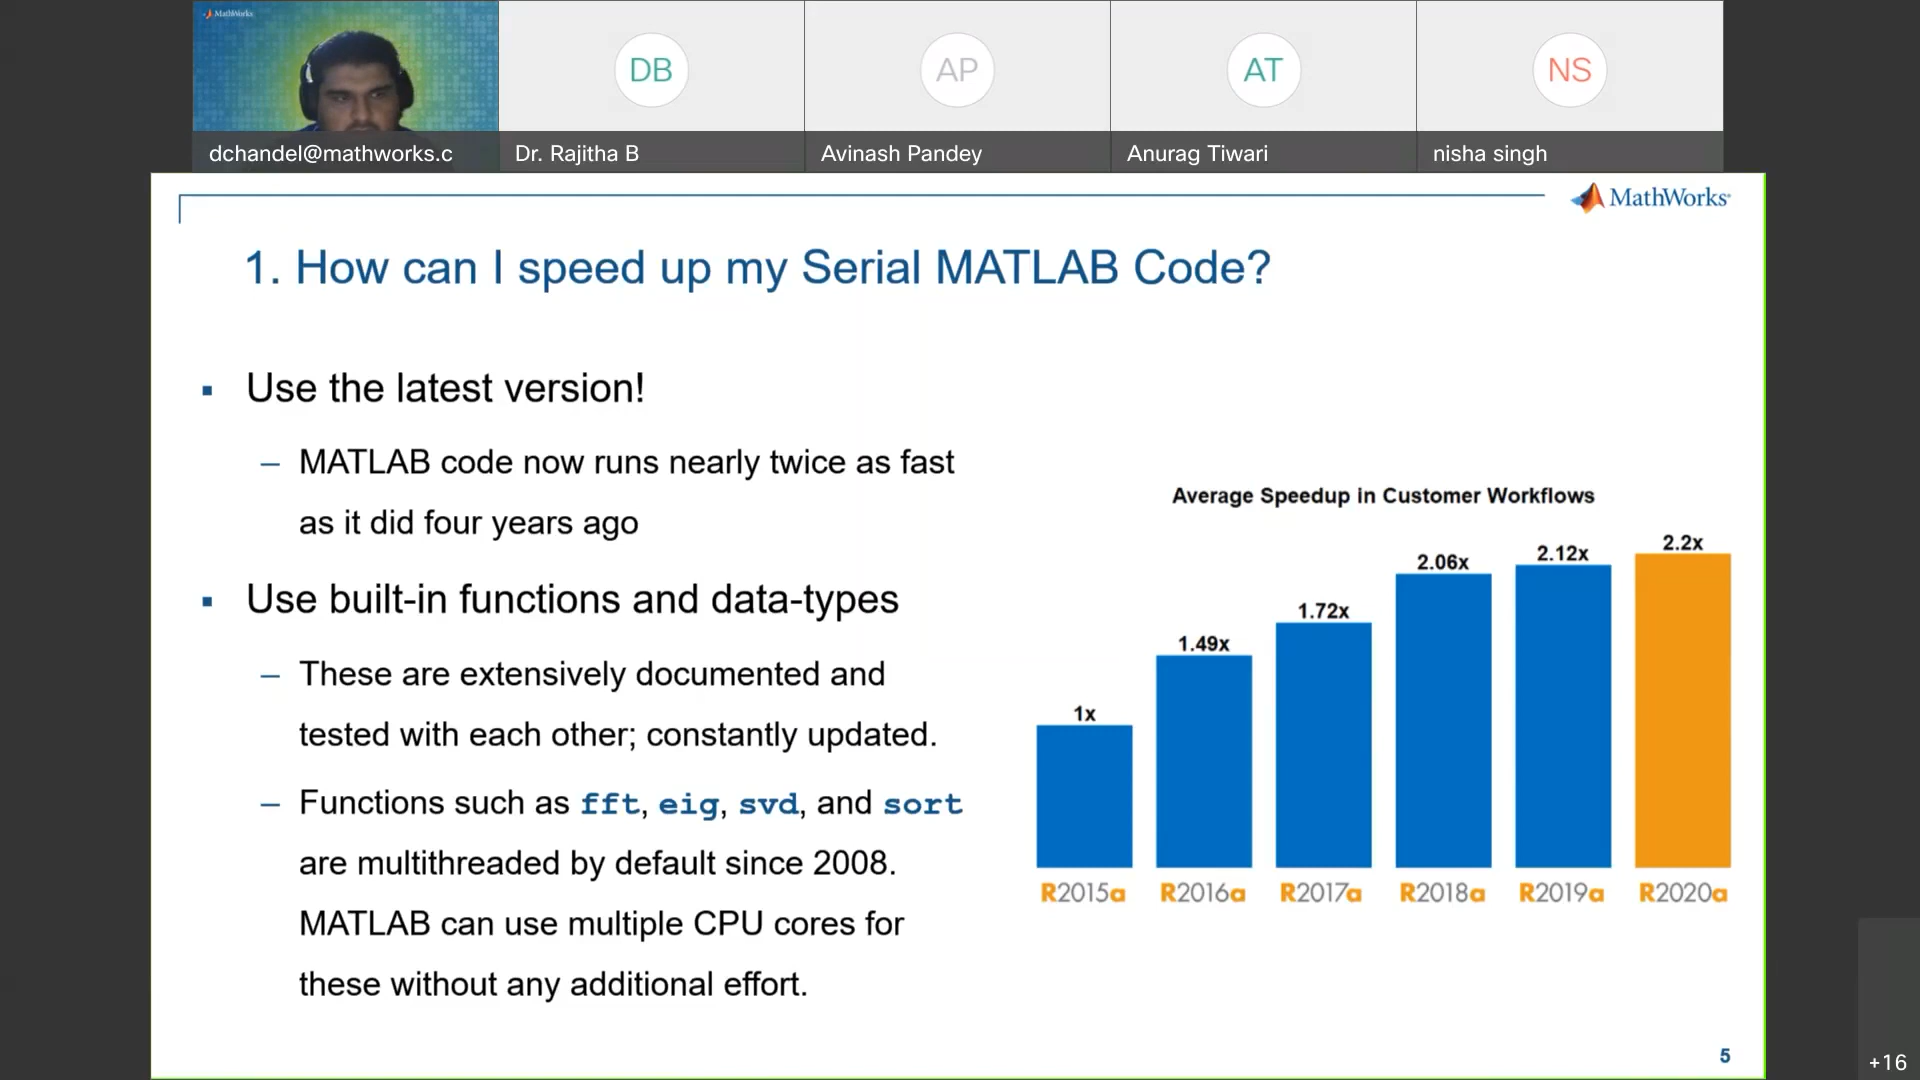 MathWorks
DB
AP
AT
NS
dchandel@mathworks.c
Dr. Rajitha B
Avinash Pandey
Anurag Tiwari
nisha singh
MathWorks®
1. How can I speed up my Serial MATLAB Code?
▪ Use the latest version!
– MATLAB code now runs nearly twice as fast
as it did four years ago
▪ Use built-in functions and data-types
– These are extensively documented and
tested with each other; constantly updated.
– Functions such as fft, eig, svd, and sort
are multithreaded by default since 2008.
MATLAB can use multiple CPU cores for
these without any additional effort.
Average Speedup in Customer Workflows
1x
1.49x
1.72x
2.06x
2.12x
2.2x
R2015a R2016a R2017a R2018a R2019a R2020a
5
+16